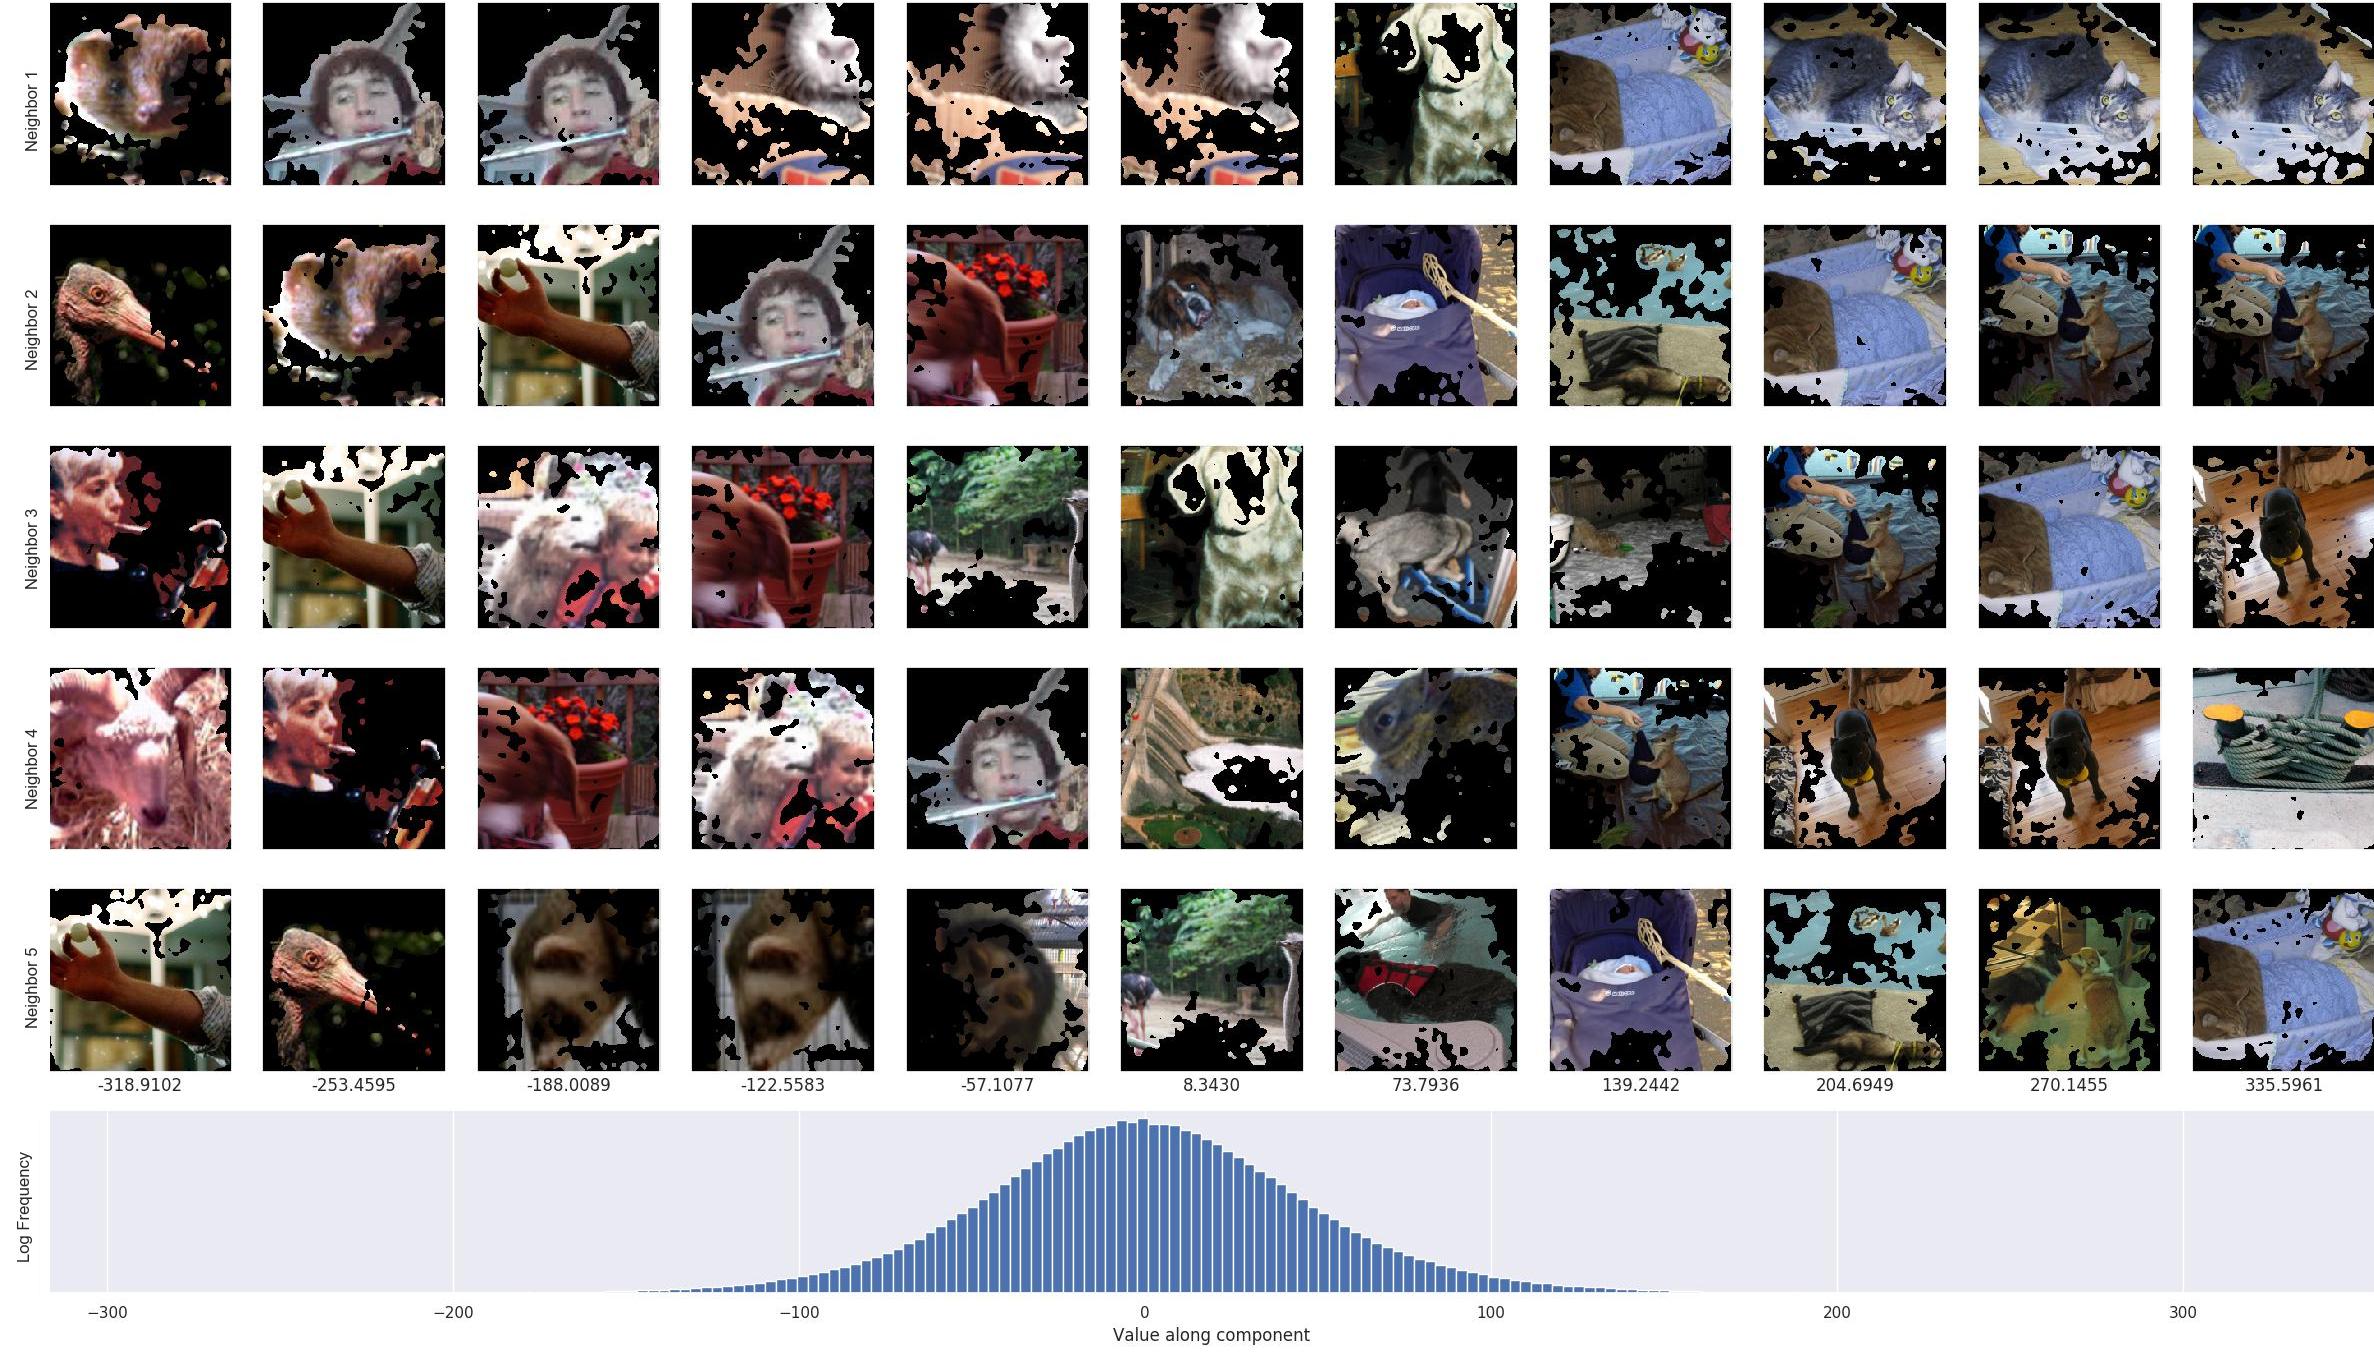 Neighbor 1
Neighbor 2
Neighbor 3
Neighbor 4
Neighbor 5
-318.9102 -253.4595 -188.0089 -122.5583 -57.1077 8.3430 73.7936 139.2442 204.6949 270.1455 335.5961
Log Frequency
−300 −200 −100 0 100 200 300
Value along component